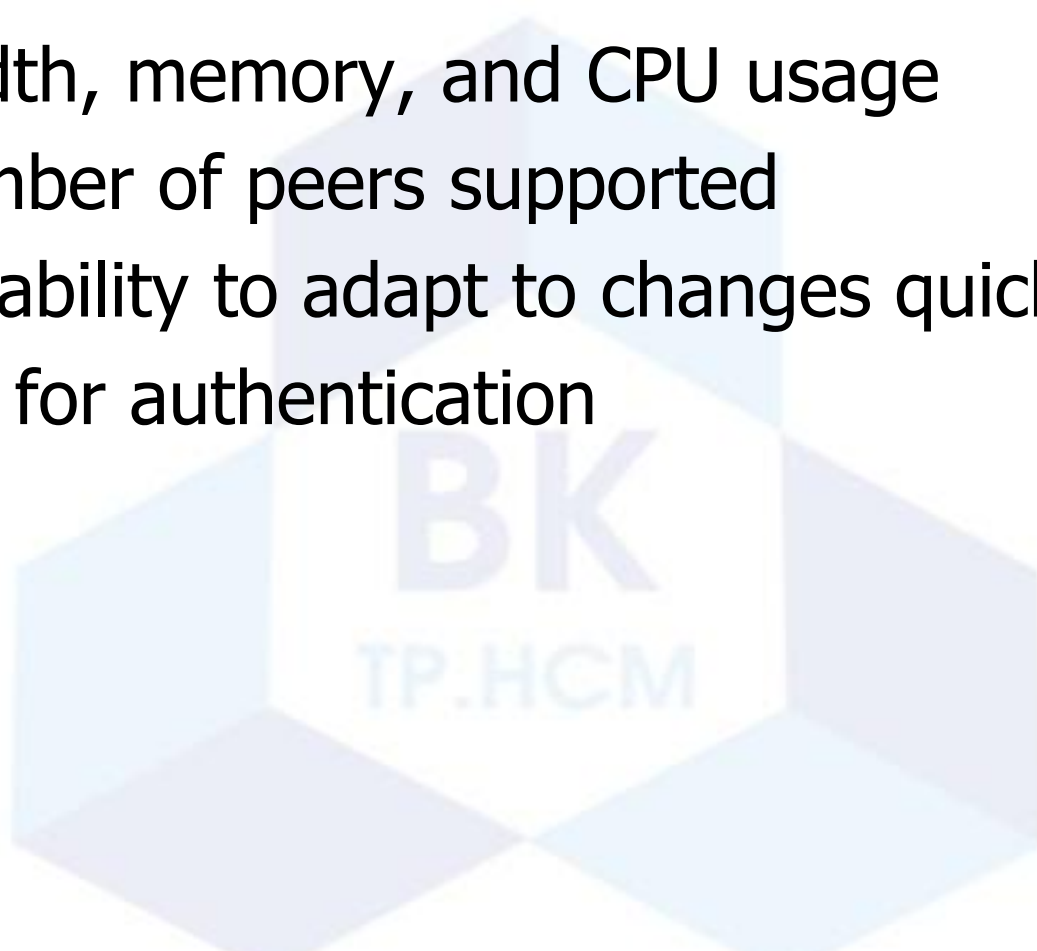 dth, memory, and CPU usage
nber of peers supported
ability to adapt to changes quick
for authentication
BK
TP.HCM